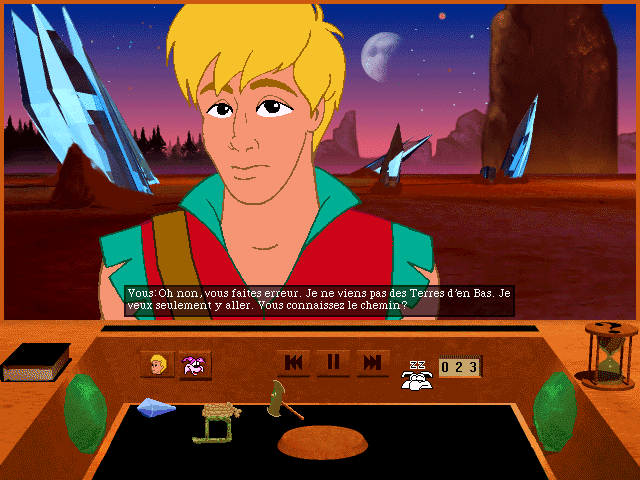 Vous: Oh non, vous faites erreur. Je ne viens pas des Terres d'en Bas. Je
veux seulement y aller. Vous connaissez le chemin?
?
zz
023